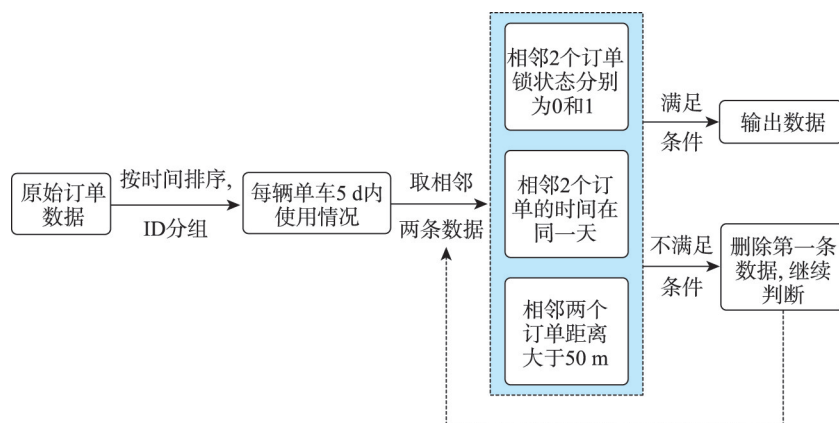 原始订单
数据
按时间排序,
ID分组
每辆单车5 d内
使用情况
取相邻
两条数据
相邻2个订单
锁状态分别
为0和1
相邻2个订
单的时间在
同一天
相邻两个
订单距离
大于50 m
满足
条件
输出数据
不满足
条件
删除第一条
数据, 继续
判断